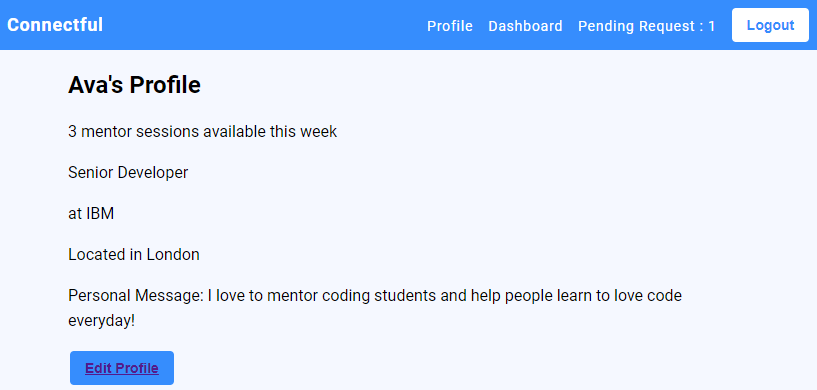 Connectful
Profile Dashboard Pending Request : 1 Logout
Ava's Profile
3 mentor sessions available this week
Senior Developer
at IBM
Located in London
Personal Message: I love to mentor coding students and help people learn to love code
everyday!
Edit Profile